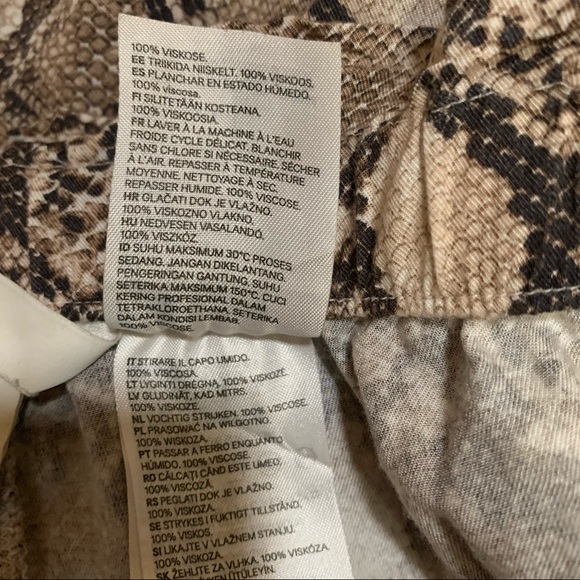 100% VISKOSE.
EE TRIIKIDA NIISKELT. 100% VISKOOS.
ES PLANCHAR EN ESTADO HÚMEDO.
100% viscosa.
FI SILITETÄÄN KOSTEANA.
100% VISKOOSIA.
FR LAVER À LA MACHINE À L'EAU
FROIDE CYCLE DÉLICAT. BLANCHIR
SANS CHLORE SI NÉCESSAIRE. SÉCHER
À L'AIR. REPASSER À TEMPÉRATURE
MOYENNE. NETTOYAGE À SEC.
REPASSER HUMIDE. 100% VISCOSE.
HR GLAČATI DOK JE VLAŽNO.
100% VISKOZNO VLAKNO.
HU NEDVESEN VASALANDÓ.
100% VISZKÓZ.
ID SUHU MAKSIMUM 30°C PROSES
SEDANG. JANGAN DIKELANTANG.
PENGERINGAN GANTUNG. SUHU
SETERIKA MAKSIMUM 150°C. CUCI
KERING PROFESIONAL DALAM
TETRAKLOROETHANA. SETERIKA
DALAM KONDISI LEMBAB.
100% VISCOSE.
IT STIRARE IL CAPO UMIDO.
100% VISCOSA.
LT LYGINTI DRĖGNĄ. 100% VISKOZĖ
LV GLUDINĀT, KAD MITRS.
100% VISKOZE.
NL VOCHTIG STRIJKEN. 100% VISCOSE.
PL PRASOWAĆ NA WILGOTNO.
100% WISKOZA.
PT PASSAR A FERRO ENQUANTO
HÚMIDO. 100% VISCOSE.
RO CĂLCAȚI CÂND ESTE UMED.
100% VISCOZĂ.
RS PEGLATI DOK JE VLAŽNO.
100% VISKOZA.
SE STRYKES I FUKTIGT TILLSTÅND.
100% VISKOS.
SI LIKAJTE V VLAŽNEM STANJU.
100% VISKOZA.
SK ŽEHLITE ZA VLHKA. 100% VISKÓZA.
ÜTÜLEYİN.